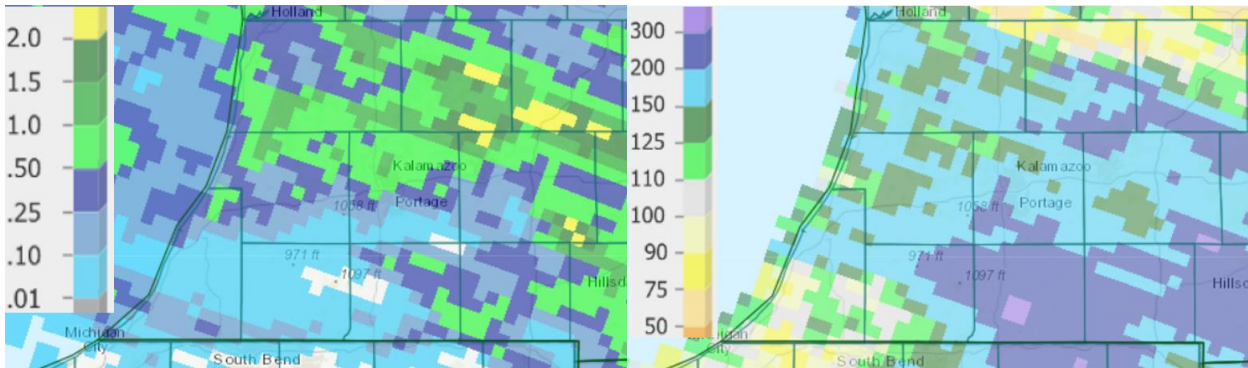 2.0
1.5
1.0
.50
.25
.10
.01
Holland
Kalamazoo
1058 ft
Portage
971 ft
1097 ft
Michigan
City
South Bend
300
200
150
125
110
100
90
75
50
Holland
Kalamazoo
1058 ft
Portage
971 ft
1097 ft
City
South Bend